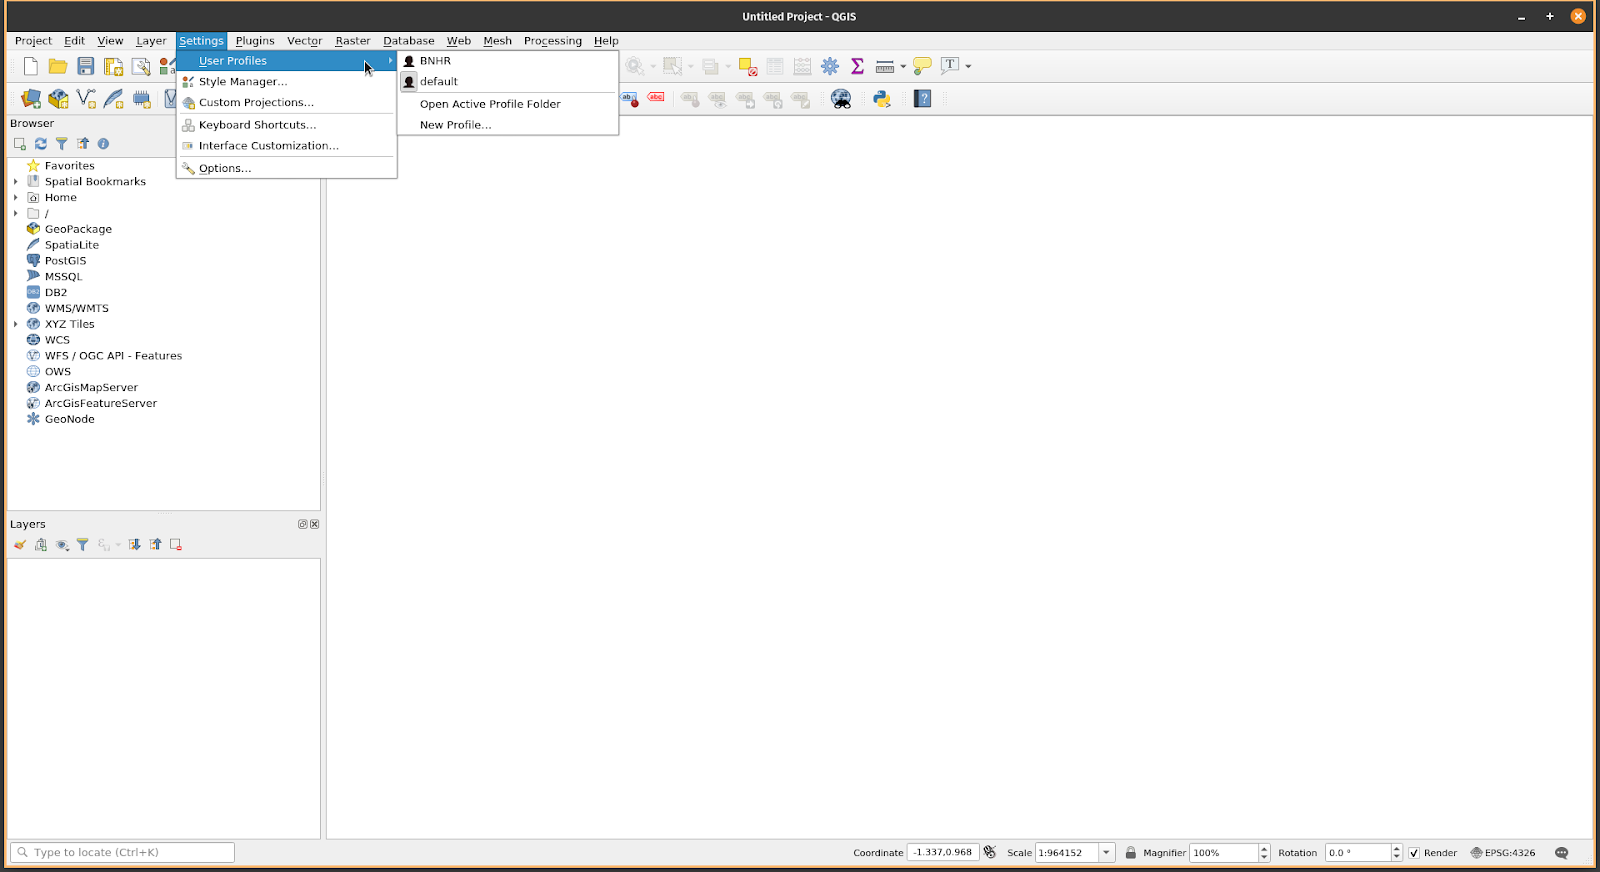 Untitled Project - QGIS
Project Edit View Layer Settings Plugins Vector Raster Database Web Mesh Processing Help
User Profiles
Style Manager...
Custom Projections...
Keyboard Shortcuts...
Interface Customization...
Options...
BNHR
default
Open Active Profile Folder
New Profile...
Browser
Favorites
Spatial Bookmarks
Home
/
GeoPackage
SpatiaLite
PostGIS
MSSQL
DB2
WMS/WMTS
XYZ Tiles
WCS
WFS / OGC API - Features
OWS
ArcGisMapServer
ArcGisFeatureServer
GeoNode
Layers
Type to locate (Ctrl+K)
Coordinate -1.337,0.968 Scale 1:964152 Magnifier 100% Rotation 0.0 ° Render EPSG:4326